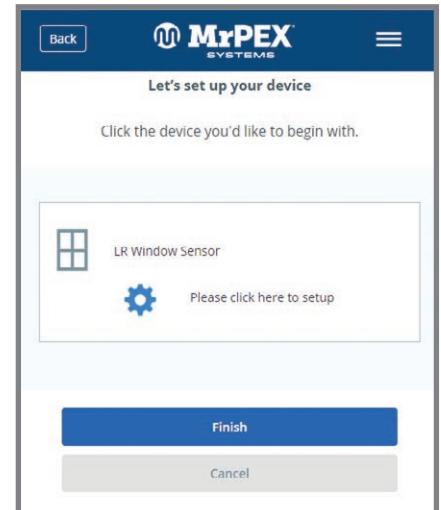 Back
MrPEX
SYSTEMS
Let's set up your device
Click the device you'd like to begin with.
LR Window Sensor
Please click here to setup
Finish
Cancel